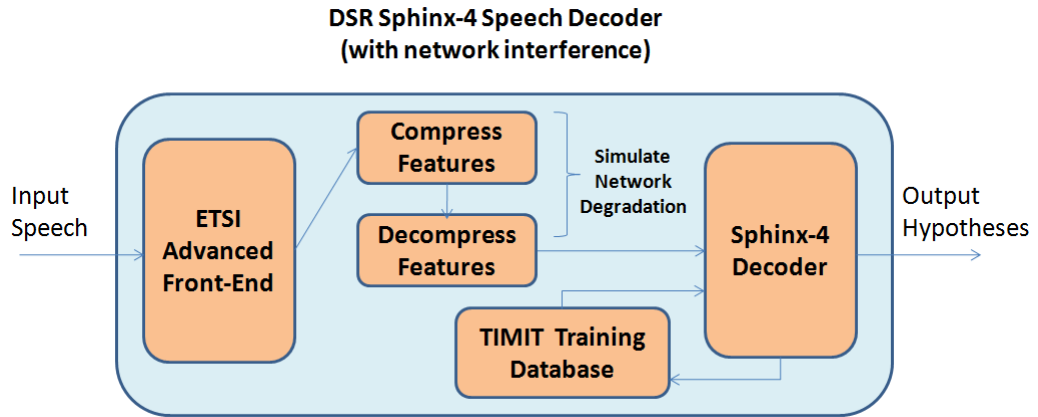 DSR Sphinx-4 Speech Decoder
(with network interference)
Input
Speech
ETSI
Advanced
Front-End
Compress
Features
Decompress
Features
Simulate
Network
Degradation
TIMIT Training
Database
Sphinx-4
Decoder
Output
Hypotheses